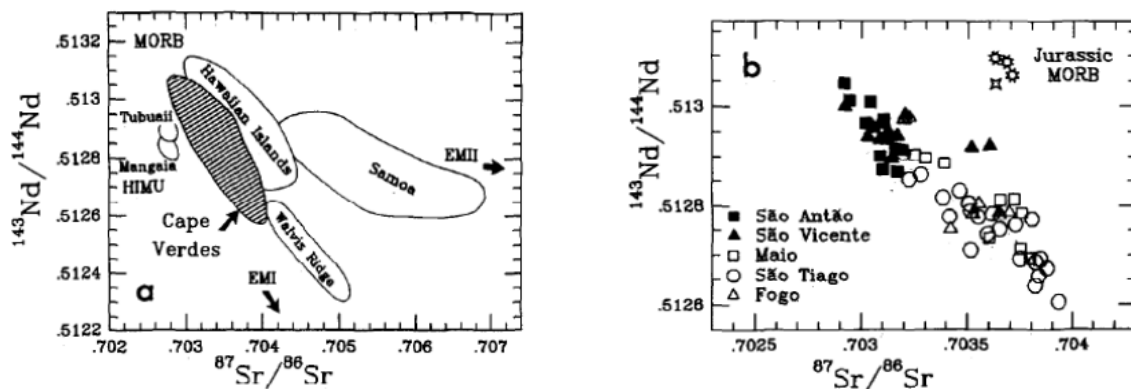 .5132
.513
.5128
.5126
.5124
.5122
143Nd/144Nd
MORB
Hawaiian Islands
Tubuaii
Mangaia
HIMU
Samoa
EMII
Cape
Verdes
Walvis Ridge
EMI
a
.702 .703 .704 .705 .706 .707
87Sr/86Sr
b
Jurassic
MORB
.513
.5128
.5126
143Nd/144Nd
São Antão
São Vicente
Maio
São Tiago
Fogo
.7025 .703 .7035 .704
87Sr/86Sr